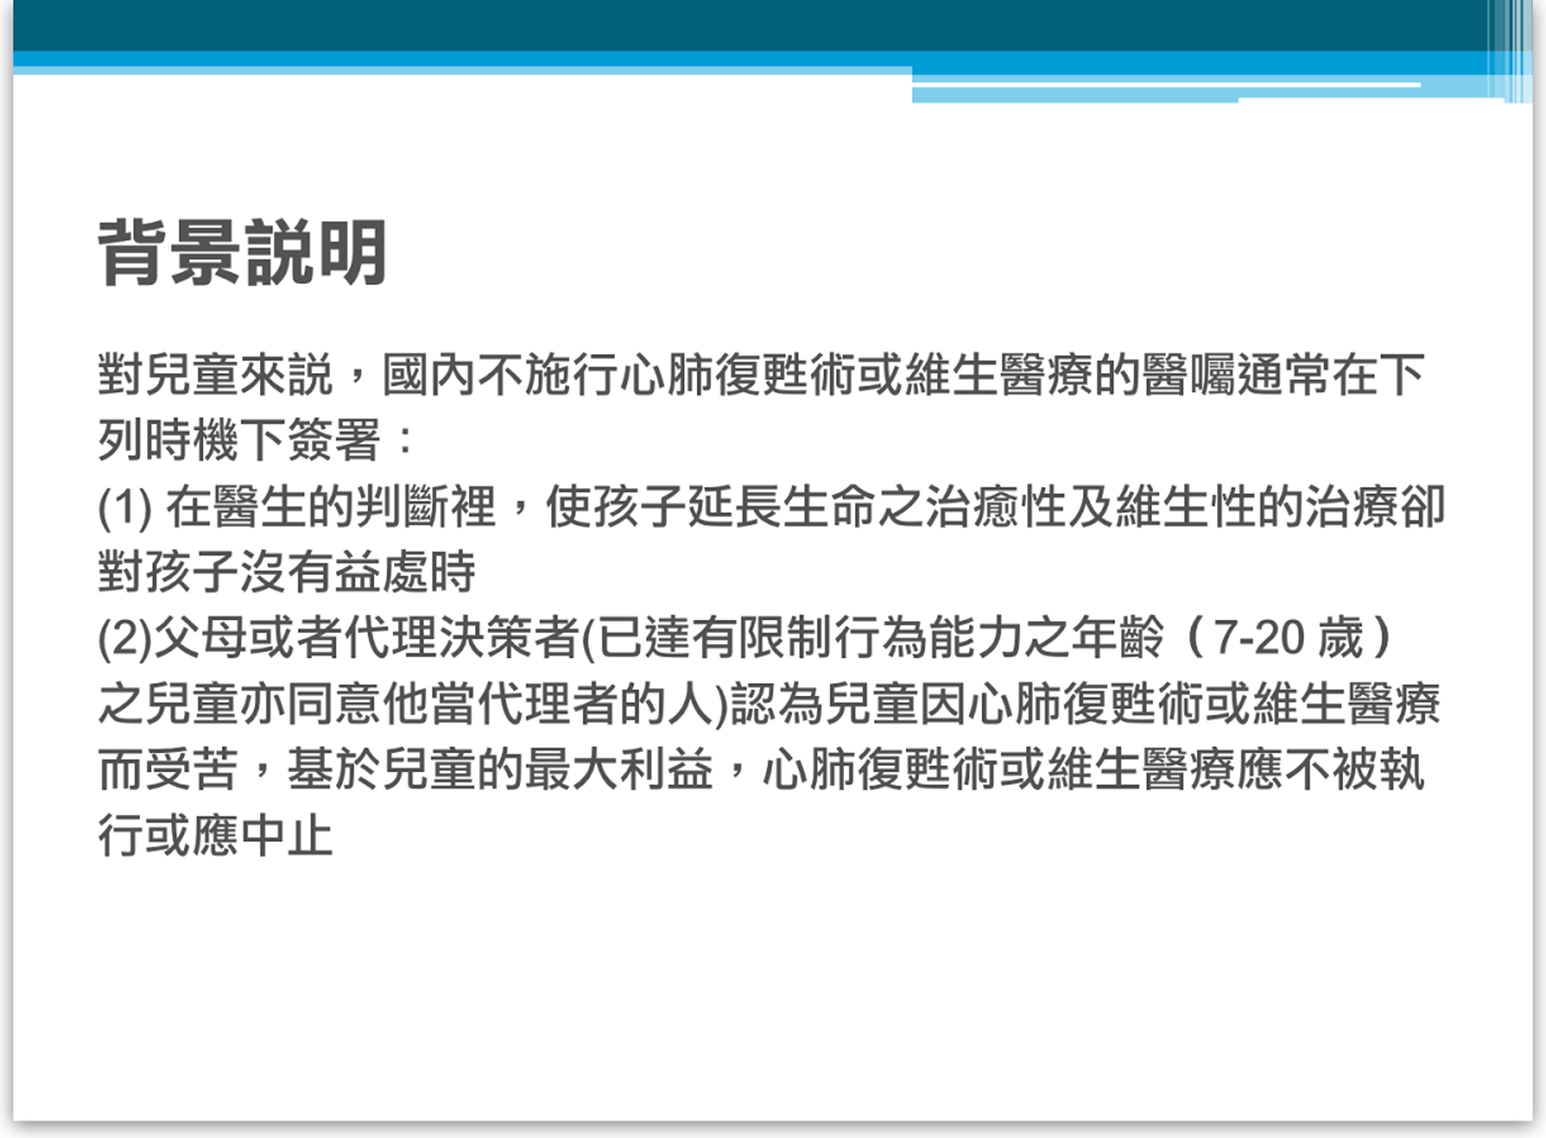 背景說明
對兒童來說，國內不施行心肺復甦術或維生醫療的醫囑通常在下
列時機下簽署：
(1) 在醫生的判斷裡，使孩子延長生命之治癒性及維生性的治療卻
對孩子沒有益處時
(2)父母或者代理決策者(已達有限制行為能力之年齡（7-20 歲）
之兒童亦同意他當代理者的人)認為兒童因心肺復甦術或維生醫療
而受苦，基於兒童的最大利益，心肺復甦術或維生醫療應不被執
行或應中止